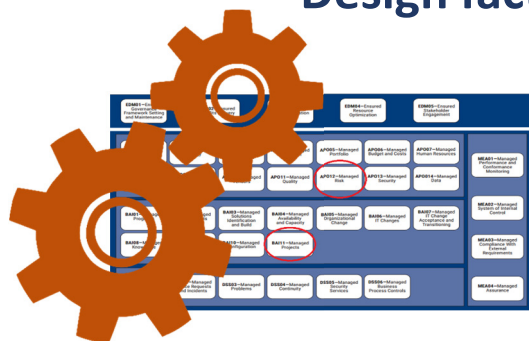 Design fac
EDM01—En
Governance
Framework Setting
and Maintenance
EDM04—Ensured
Resource
Optimization
EDM05—Ensured
Stakeholder
Engagement
APO05—Managed
Portfolio
APO06—Managed
Budget and Costs
APO07—Managed
Human Resources
MEA01—Managed
Performance and
Conformance
Monitoring
APO11—Managed
Quality
APO12—Managed
Risk
APO13—Managed
Security
APO14—Managed
Data
MEA02—Managed
System of Internal
Control
BAI03—Managed
Solutions
Identification
and Build
BAI04—Managed
Availability
and Capacity
BAI05—Managed
Organizational
Change
BAI06—Managed
IT Changes
BAI07—Managed
IT Change
Acceptance and
Transitioning
BAI11—Managed
Projects
MEA03—Managed
Compliance With
External
Requirements
DSS03—Managed
Problems
DSS04—Managed
Continuity
DSS05—Managed
Security
Services
DSS06—Managed
Business
Process Controls
MEA04—Managed
Assurance